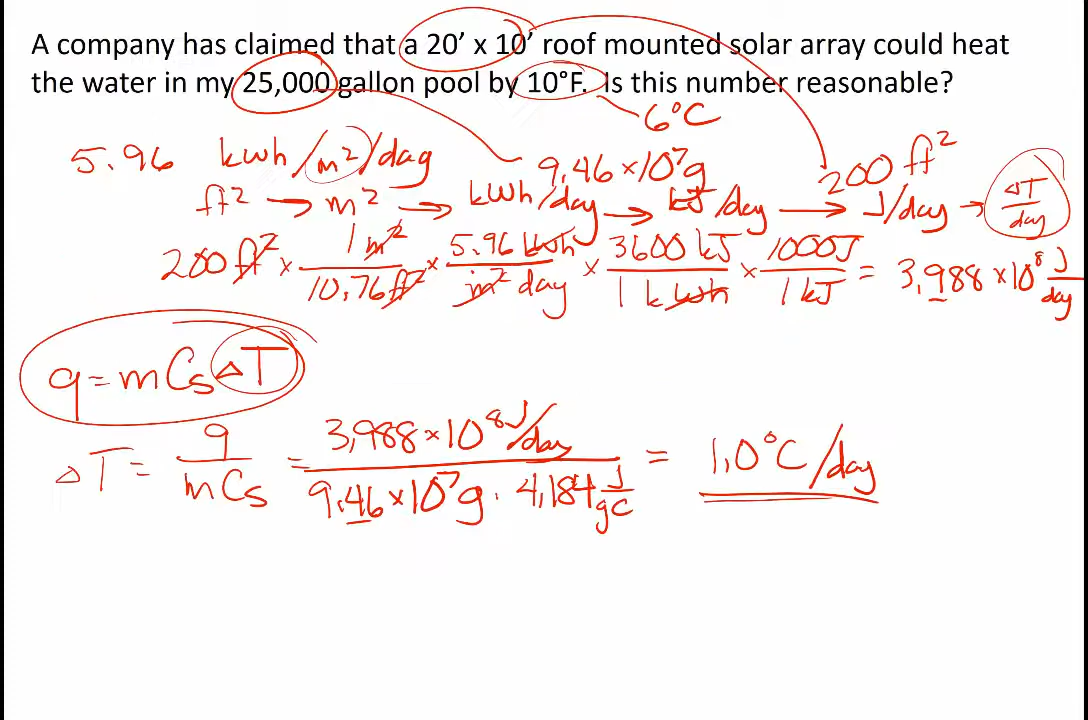 A company has claimed that a 20’ x 10’ roof mounted solar array could heat
the water in my 25,000 gallon pool by 10°F. Is this number reasonable?
6°C
5.96 kwh/m²/day 9.46×10⁷g 200 ft²
ft² → m² → kWh/day → kJ/day → J/day → ΔT/day
200 ft² × 1 m²/10.76 ft² × 5.96 kWh/m² day × 3600 kJ/1 kWh × 1000J/1 kJ = 3.988 ×10⁸ J/day
q = mCsΔT
ΔT = q/mCs = 3.988×10⁸ J/day / 9.46×10⁷g · 4.184 J/gC = 1.0°C/day